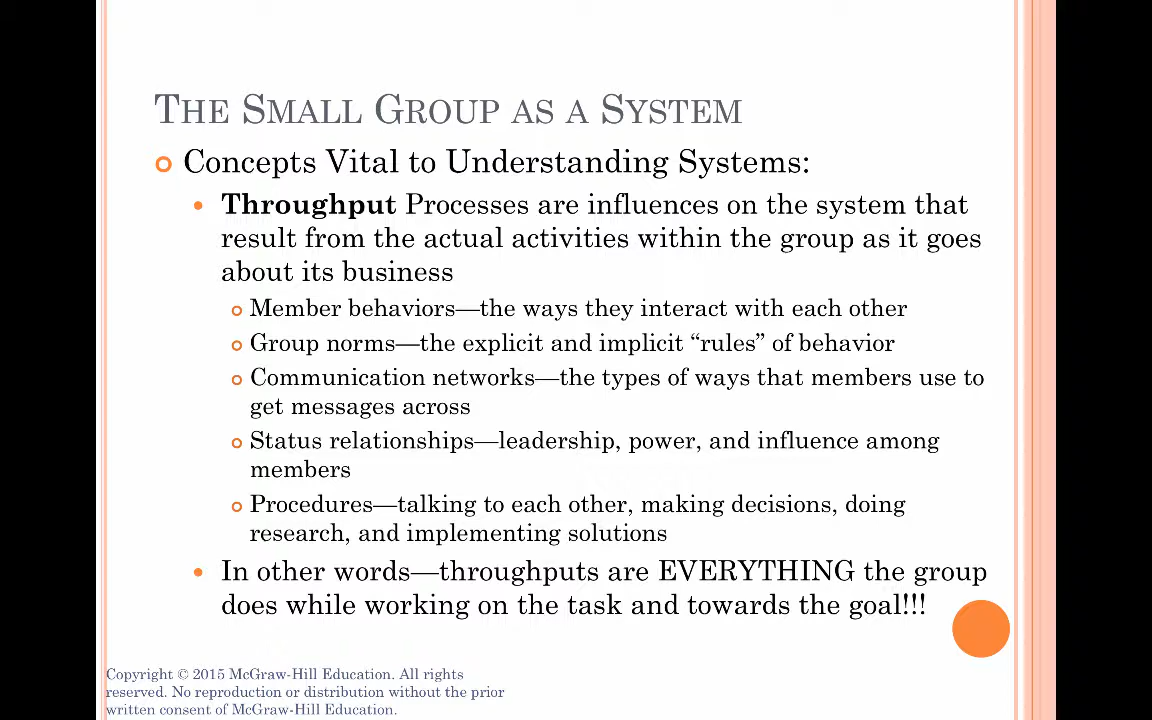 THE SMALL GROUP AS A SYSTEM
Concepts Vital to Understanding Systems:
Throughput Processes are influences on the system that
result from the actual activities within the group as it goes
about its business
Member behaviors—the ways they interact with each other
Group norms—the explicit and implicit “rules” of behavior
Communication networks—the types of ways that members use to
get messages across
Status relationships—leadership, power, and influence among
members
Procedures—talking to each other, making decisions, doing
research, and implementing solutions
In other words—throughputs are EVERYTHING the group
does while working on the task and towards the goal!!!
Copyright © 2015 McGraw-Hill Education. All rights
reserved. No reproduction or distribution without the prior
written consent of McGraw-Hill Education.